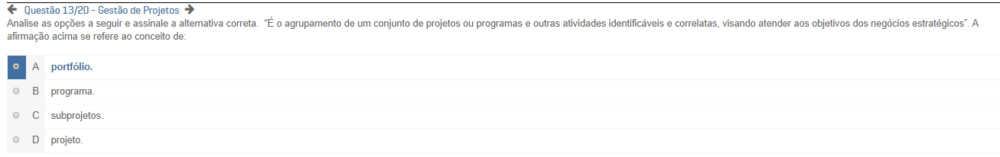 Questão 13/20 - Gestão de Projetos
Analise as opções a seguir e assinale a alternativa correta. “É o agrupamento de um conjunto de projetos ou programas e outras atividades identificáveis e correlatas, visando atender aos objetivos dos negócios estratégicos”. A
afirmação acima se refere ao conceito de:
A portfólio.
B programa.
C subprojetos.
D projeto.